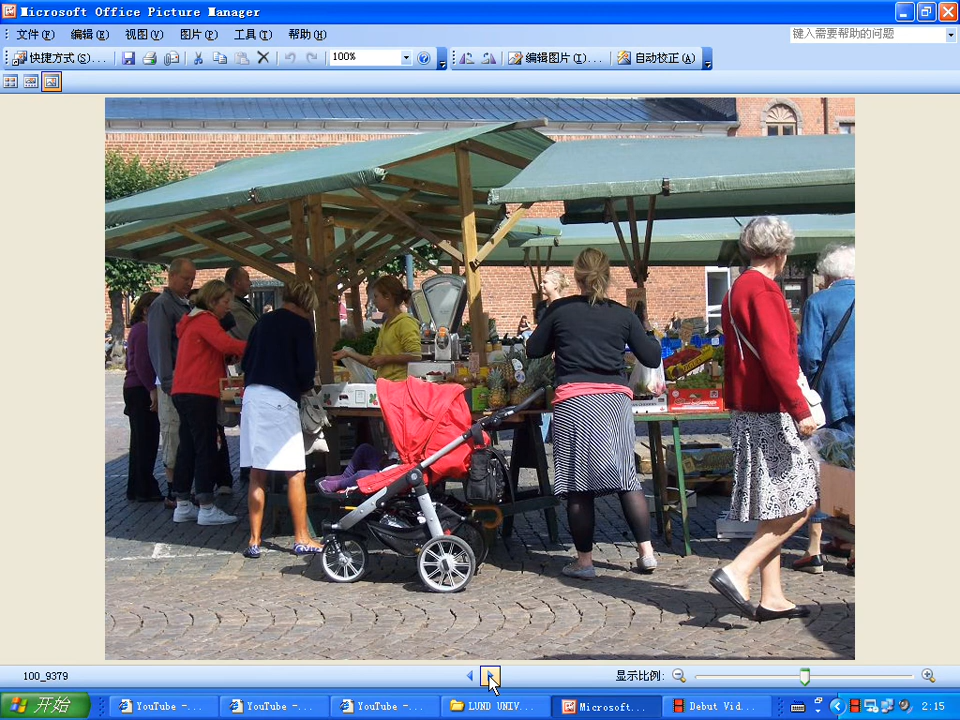 Microsoft Office Picture Manager
文件(F) 编辑(E) 视图(V) 图片(P) 工具(T) 帮助(H) 键入需要帮助的问题
快捷方式(S)... 100% 编辑图片(I)... 自动校正(A)
100_9379 显示比例:
开始 YouTube -... YouTube -... YouTube -... LUND UNIV... Microsoft... Debut Vid... 2:15